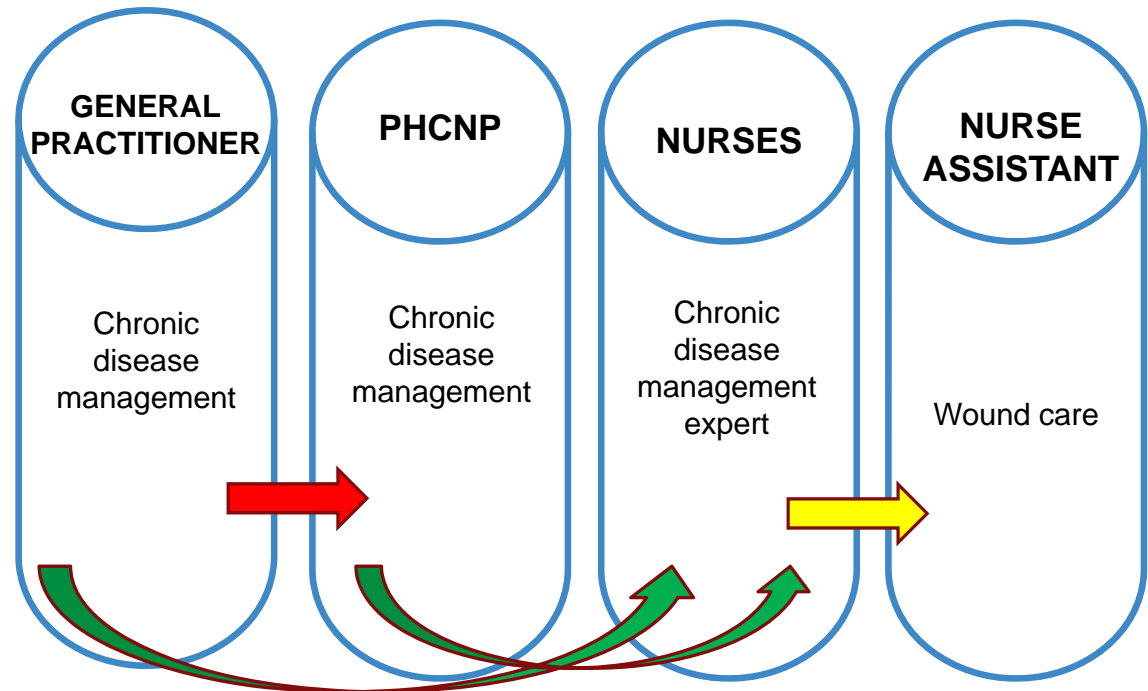 GENERAL
PRACTITIONER
PHCNP
NURSES
NURSE
ASSISTANT
Chronic
disease
management
Chronic
disease
management
Chronic
disease
management
expert
Wound care